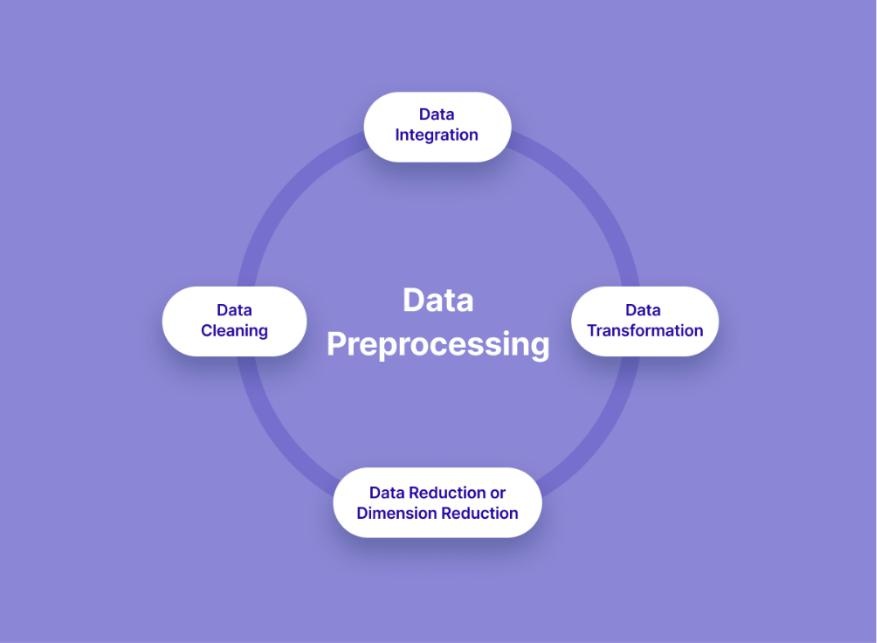 Data
Integration
Data
Cleaning
Data
Preprocessing
Data
Transformation
Data Reduction or
Dimension Reduction